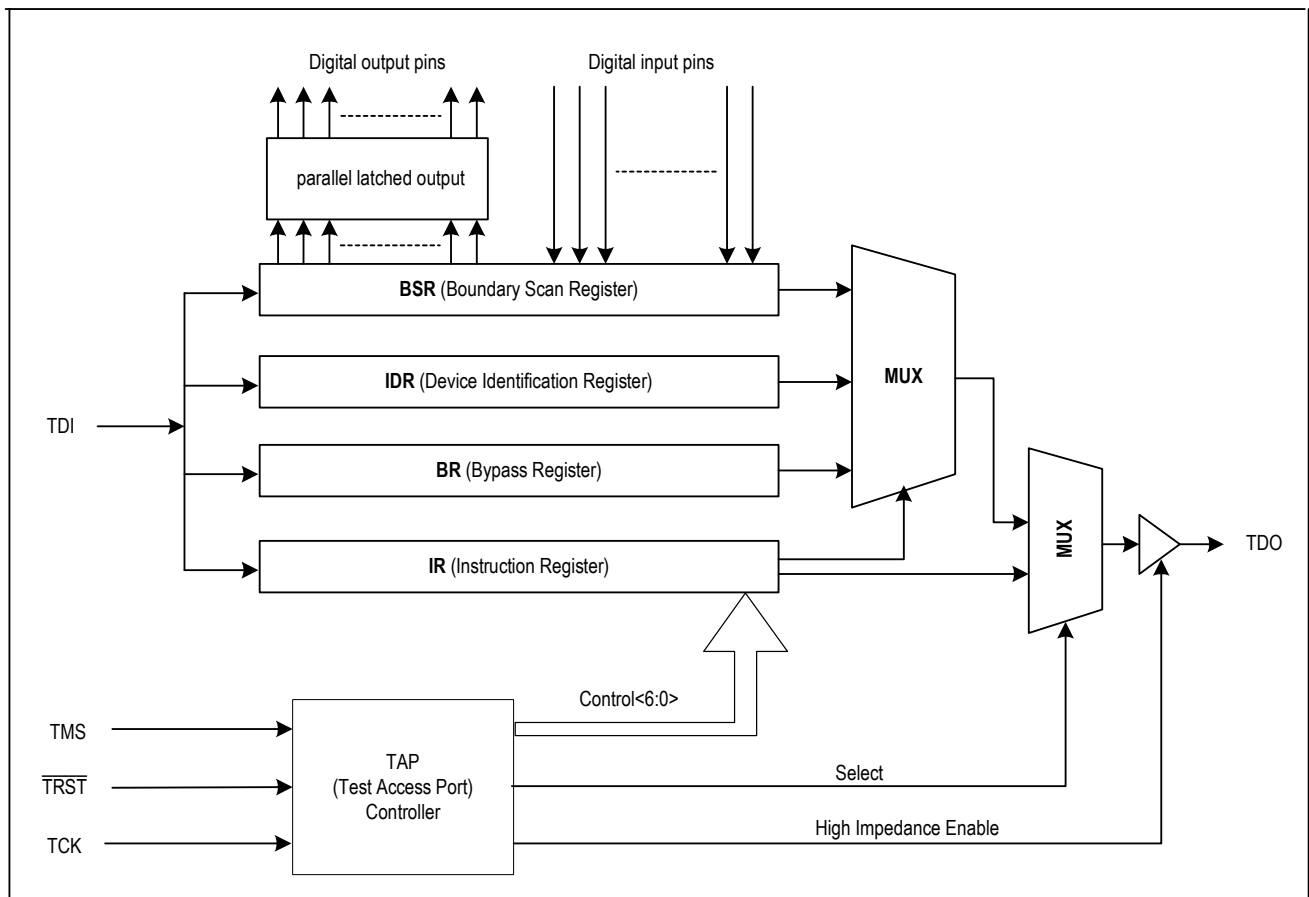 Digital output pins
Digital input pins
parallel latched output
BSR (Boundary Scan Register)
IDR (Device Identification Register)
MUX
TDI
BR (Bypass Register)
MUX
TDO
IR (Instruction Register)
Control<6:0>
TMS
TAP
(Test Access Port)
Controller
T̅R̅S̅T̅
Select
High Impedance Enable
TCK